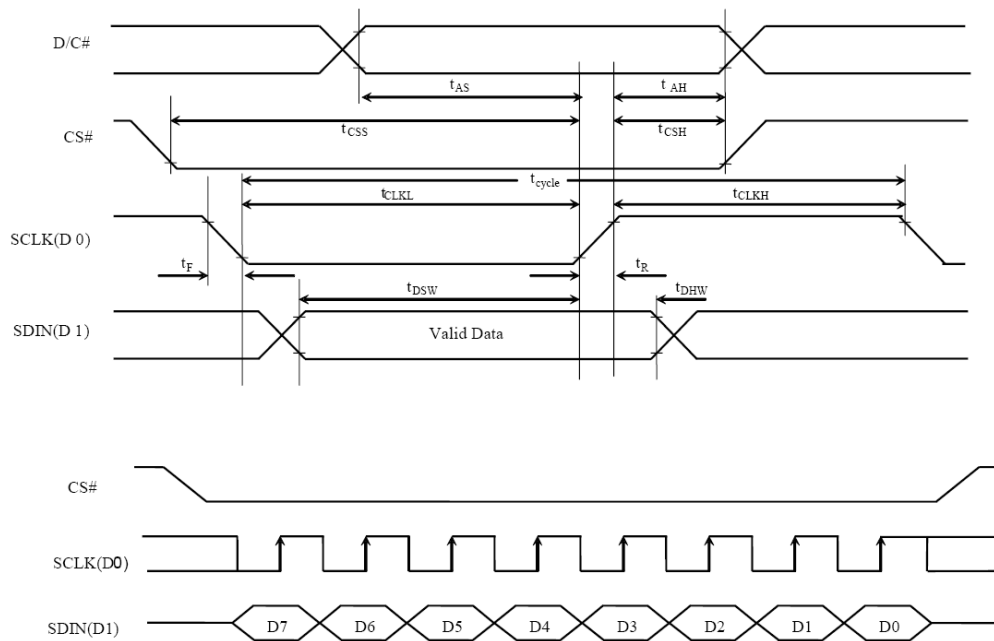 D/C#
tAS
t AH
CS#
tCSS
tCSH
tcycle
tCLKL
tCLKH
SCLK(D 0)
tF
tR
tDSW
tDHW
SDIN(D 1)
Valid Data
CS#
SCLK(D0)
SDIN(D1)
D7 D6 D5 D4 D3 D2 D1 D0